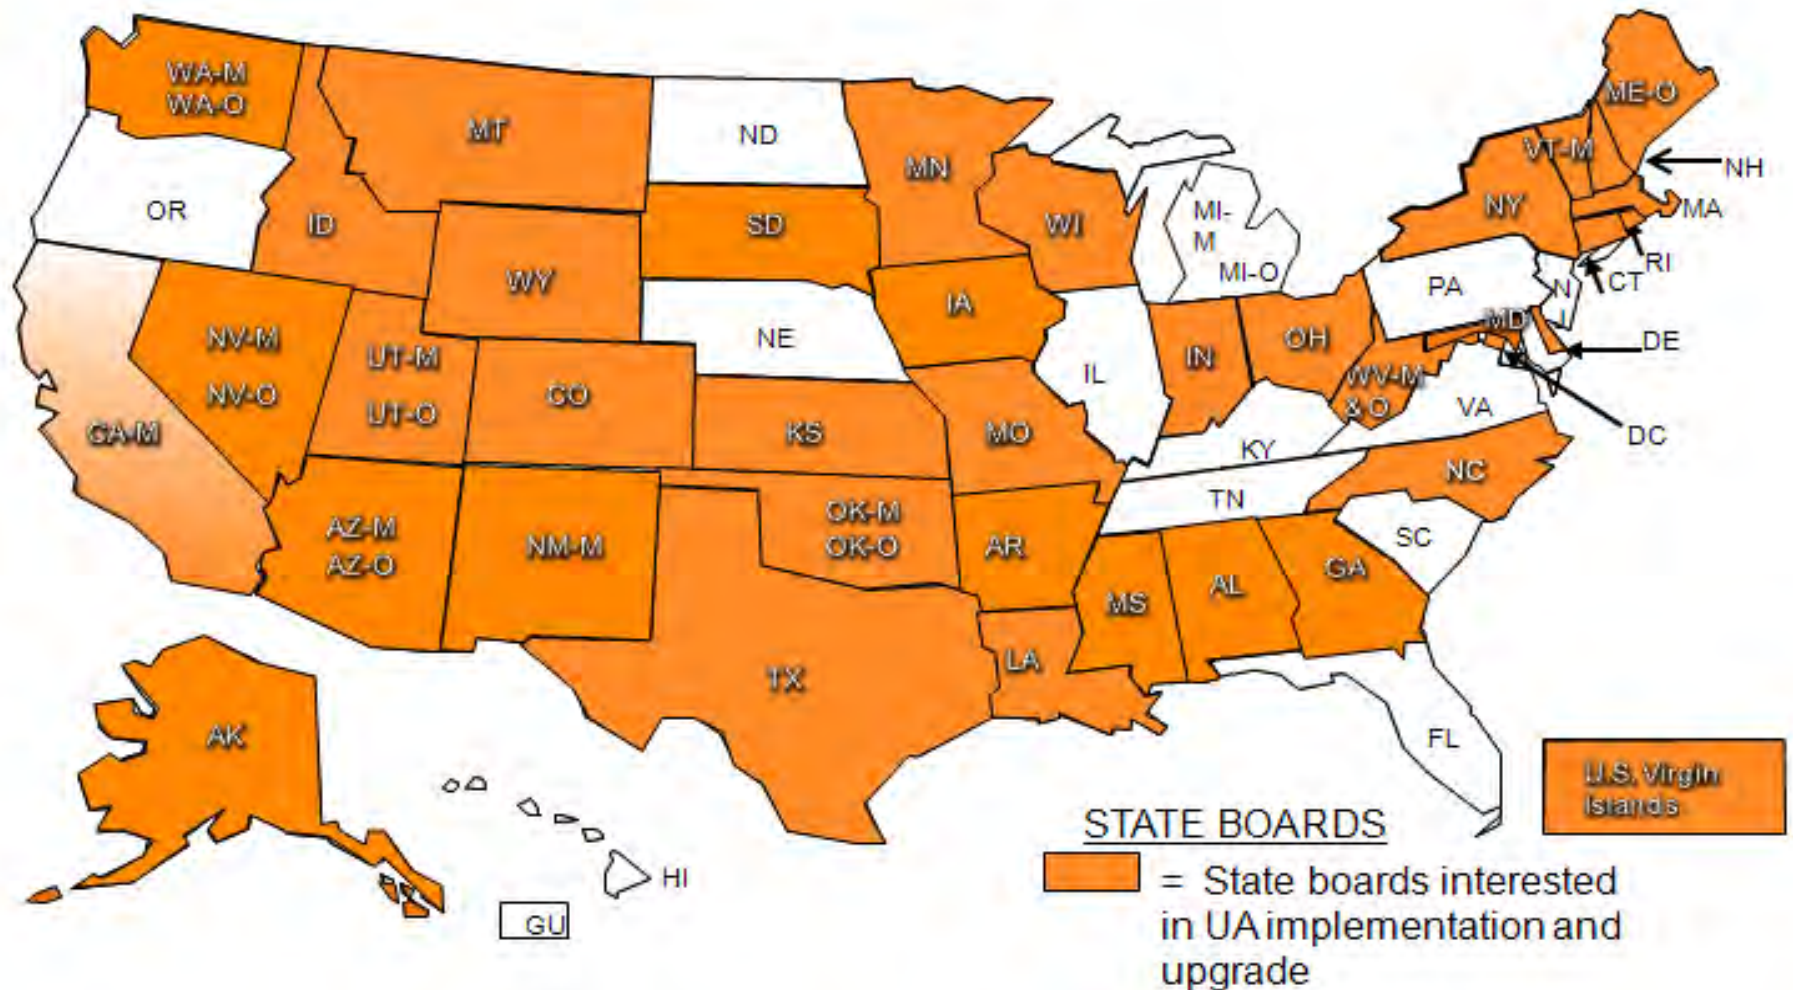 WA-M
WA-O
MT
ND
MN
ME-O
VT-M
NH
OR
ID
SD
WI
MI-
M
MI-O
NY
MA
RI
CT
WY
IA
PA
N
J
NV-M
NV-O
UT-M
UT-O
CO
NE
IL
IN
OH
MD
DE
WV-M
& O
VA
DC
CA-M
KS
MO
KY
NC
TN
AZ-M
AZ-O
NM-M
OK-M
OK-O
AR
SC
MS
AL
GA
TX
LA
FL
AK
HI
GU
U.S. Virgin
Islands
STATE BOARDS
= State boards interested
in UA implementation and
upgrade